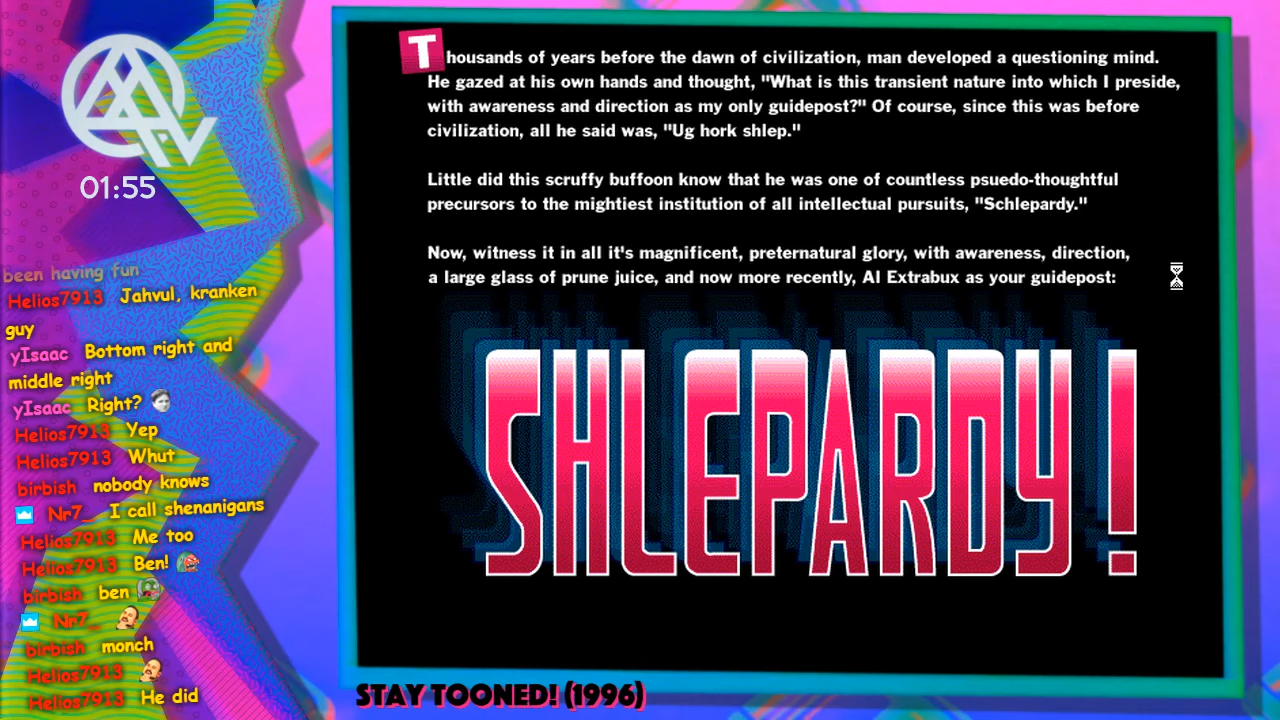 01:55
been having fun
Helios7913 Jahvul, kranken
guy
yIsaac Bottom right and
middle right
yIsaac Right?
Helios7913 Yep
Helios7913 Whut
birbish nobody knows
Nr7_ I call shenanigans
Helios7913 Me too
Helios7913 Ben!
birbish ben
Nr7_
birbish monch
Helios7913
Helios7913 He did
Thousands of years before the dawn of civilization, man developed a questioning mind.
He gazed at his own hands and thought, "What is this transient nature into which I preside,
with awareness and direction as my only guidepost?" Of course, since this was before
civilization, all he said was, "Ug hork shlep."
Little did this scruffy buffoon know that he was one of countless psuedo-thoughtful
precursors to the mightiest institution of all intellectual pursuits, "Schlepardy."
Now, witness it in all it's magnificent, preternatural glory, with awareness, direction,
a large glass of prune juice, and now more recently, Al Extrabux as your guidepost:
SHLEPARDY!
STAY TOONED! (1996)